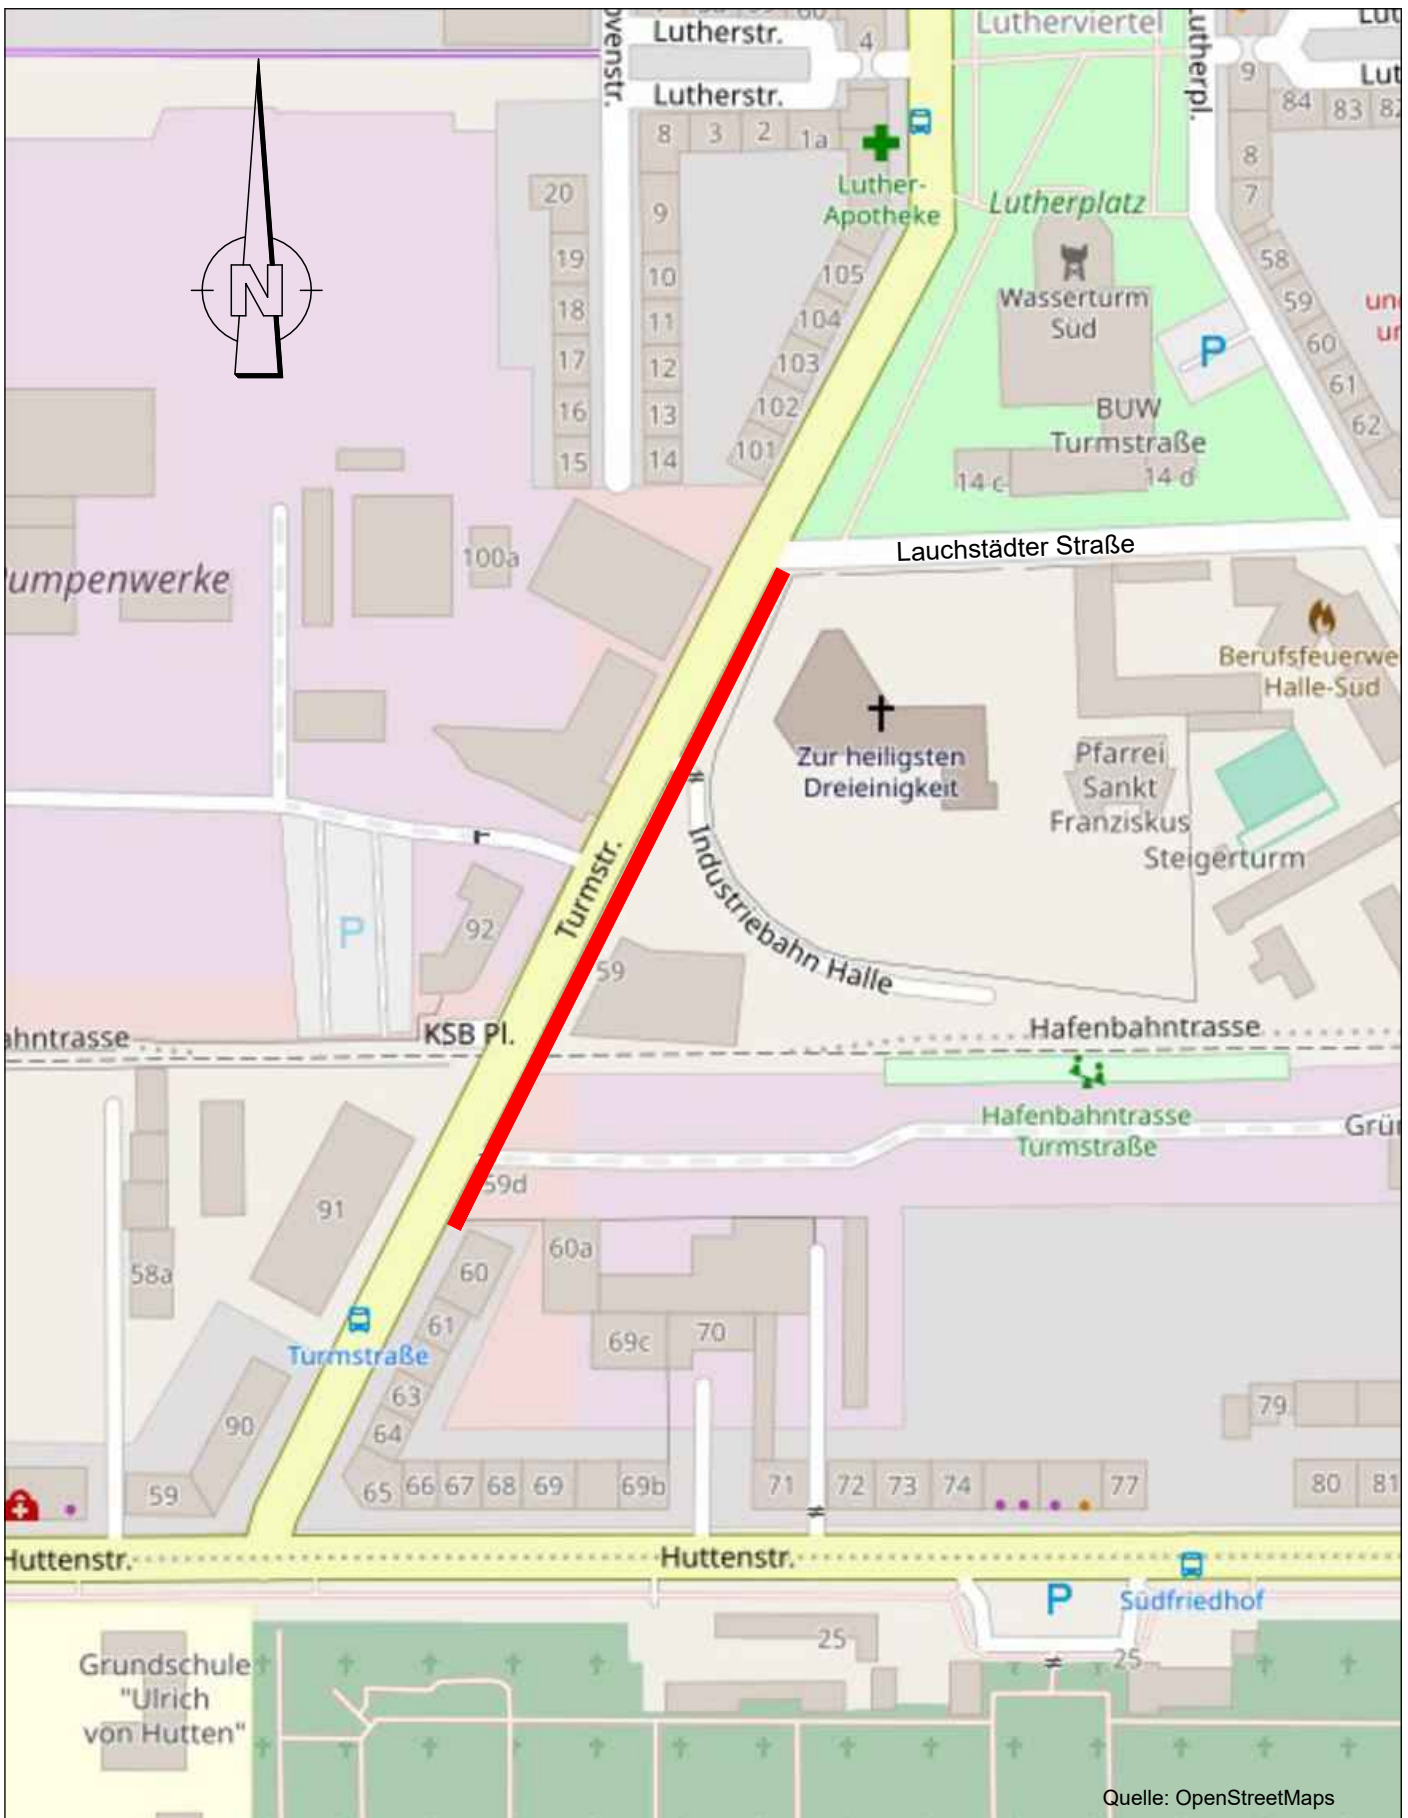 Lutherstr.
4
Lutherviertel
Lutherpl.
9
Lut
Lutherstr.
84
83
8
3
2
1a
Luther-
Apotheke
Lutherplatz
8
7
20
9
19
10
105
58
N
Wasserturm
Süd
59
18
11
104
60
P
17
12
103
61
16
13
102
BUW
Turmstraße
62
15
14
101
14 c
14 d
Lauchstädter Straße
100a
umpenwerke
Berufsfeuerwe
Halle-Süd
Zur heiligsten
Dreieinigkeit
Pfarrei
Sankt
Franziskus
Steigerturm
Turmstr.
Industriebahn Halle
P
92
59
ahntrasse
KSB Pl.
Hafenbahntrasse
Hafenbahntrasse
Turmstraße
Grün
59d
91
58a
60
60a
61
69c
70
Turmstraße
63
64
90
79
59
65
66
67
68
69
69b
71
72
73
74
77
80
81
Huttenstr.
Huttenstr.
P
Südfriedhof
25
25
Grundschule
"Ulrich
von Hutten"
Quelle: OpenStreetMaps